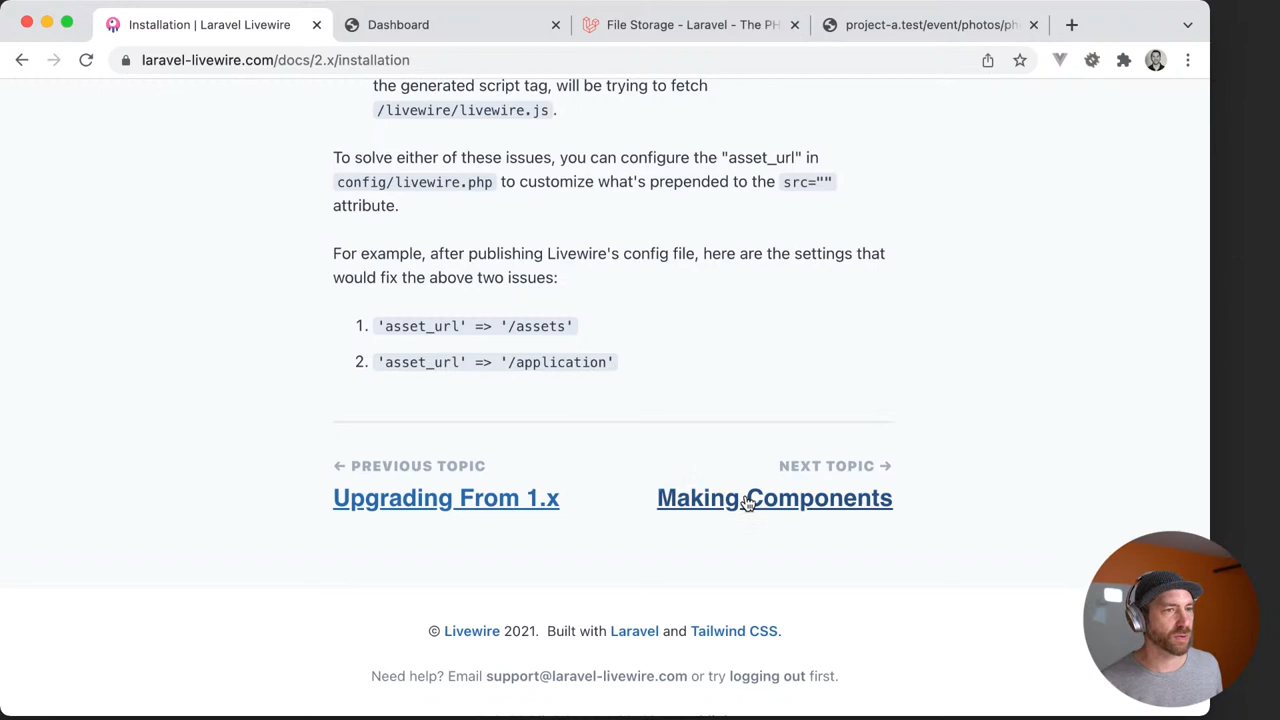 Installation | Laravel Livewire
Dashboard
File Storage - Laravel - The PH
project-a.test/event/photos/ph
laravel-livewire.com/docs/2.x/installation
the generated script tag, will be trying to fetch
/livewire/livewire.js.
To solve either of these issues, you can configure the "asset_url" in
config/livewire.php to customize what's prepended to the src=""
attribute.
For example, after publishing Livewire's config file, here are the settings that
would fix the above two issues:
1. 'asset_url' => '/assets'
2. 'asset_url' => '/application'
← PREVIOUS TOPIC
Upgrading From 1.x
NEXT TOPIC →
Making Components
© Livewire 2021. Built with Laravel and Tailwind CSS.
Need help? Email support@laravel-livewire.com or try logging out first.